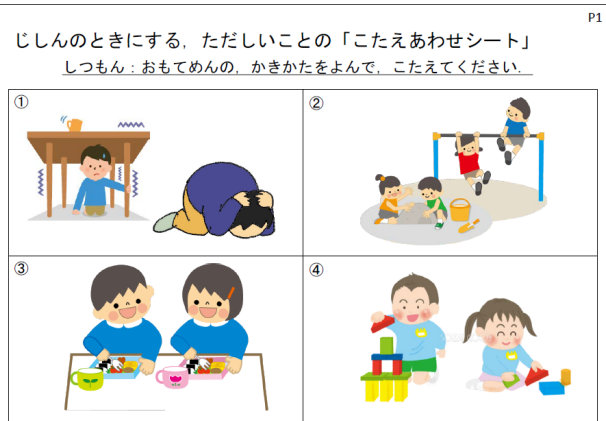 P1
じしんのときにする，ただしいことの「こたえあわせシート」
しつもん：おもてめんの，かきかたをよんで，こたえてください．
①
②
③
④